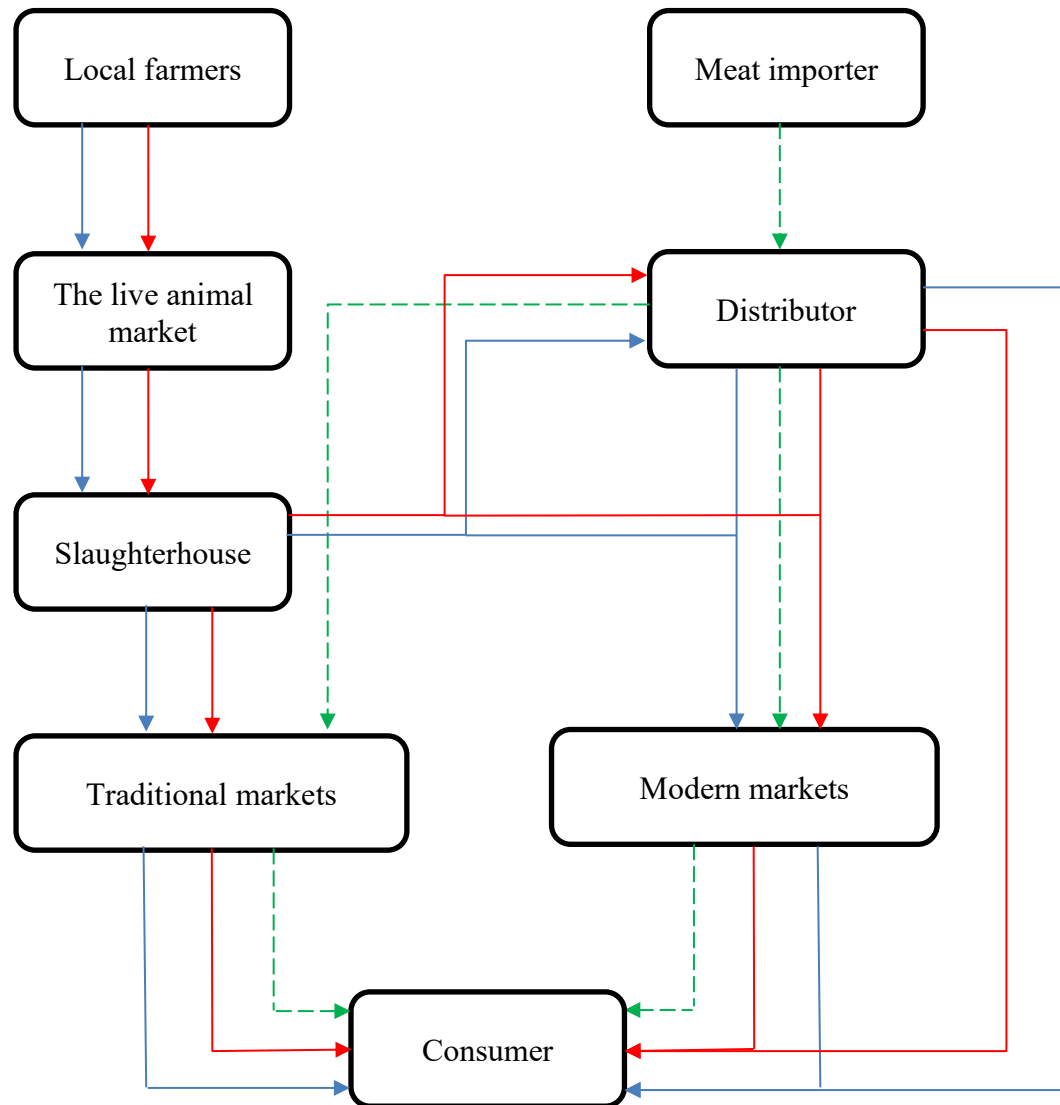 Local farmers
Meat importer
The live animal
market
Distributor
Slaughterhouse
Traditional markets
Modern markets
Consumer